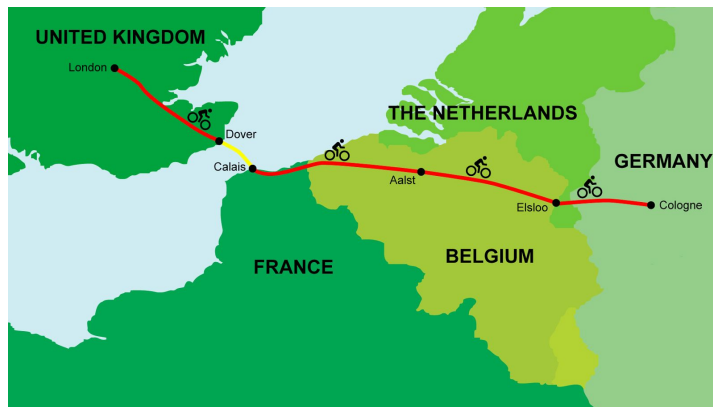 UNITED KINGDOM
London
THE NETHERLANDS
Dover
Calais
GERMANY
Aalst
Elsloo
Cologne
BELGIUM
FRANCE